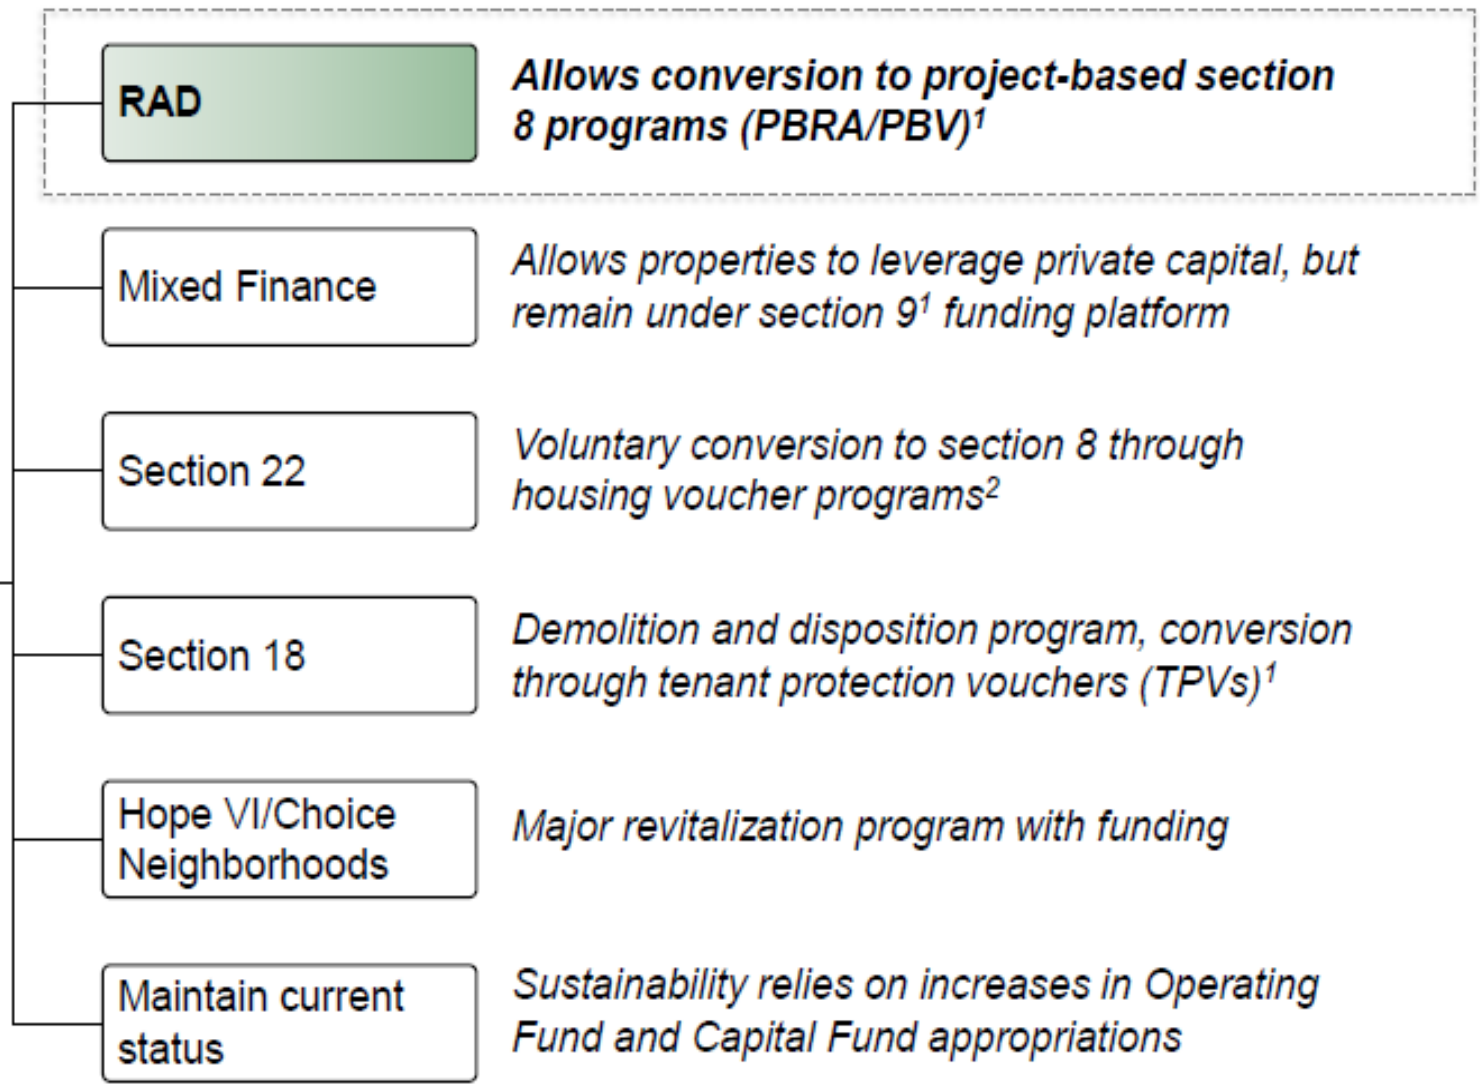 RAD
Allows conversion to project-based section
8 programs (PBRA/PBV)¹
Mixed Finance
Allows properties to leverage private capital, but
remain under section 9¹ funding platform
Section 22
Voluntary conversion to section 8 through
housing voucher programs²
Section 18
Demolition and disposition program, conversion
through tenant protection vouchers (TPVs)¹
Hope VI/Choice
Neighborhoods
Major revitalization program with funding
Maintain current
status
Sustainability relies on increases in Operating
Fund and Capital Fund appropriations